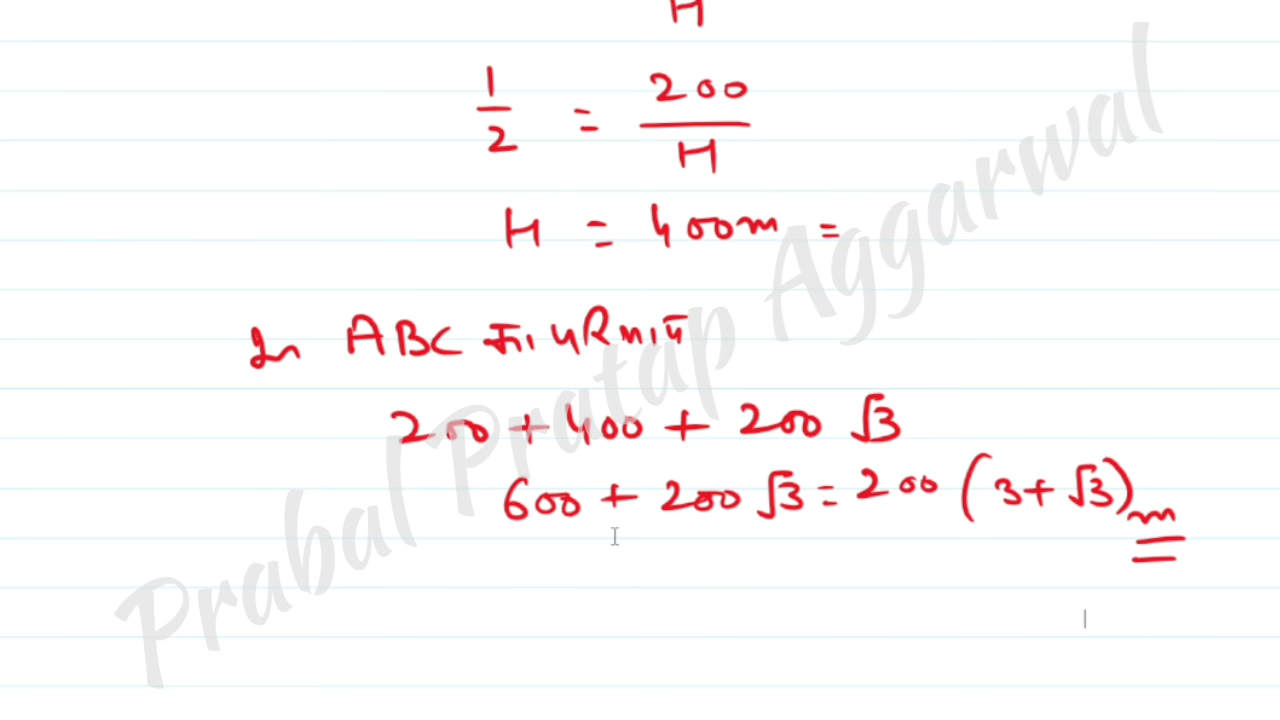 H
1/2 = 200/H
H = 400m =
In ABC का परिमाप
200 + 400 + 200 √3
600 + 200 √3 = 200 (3 + √3) m
Prabal Pratap Aggarwal